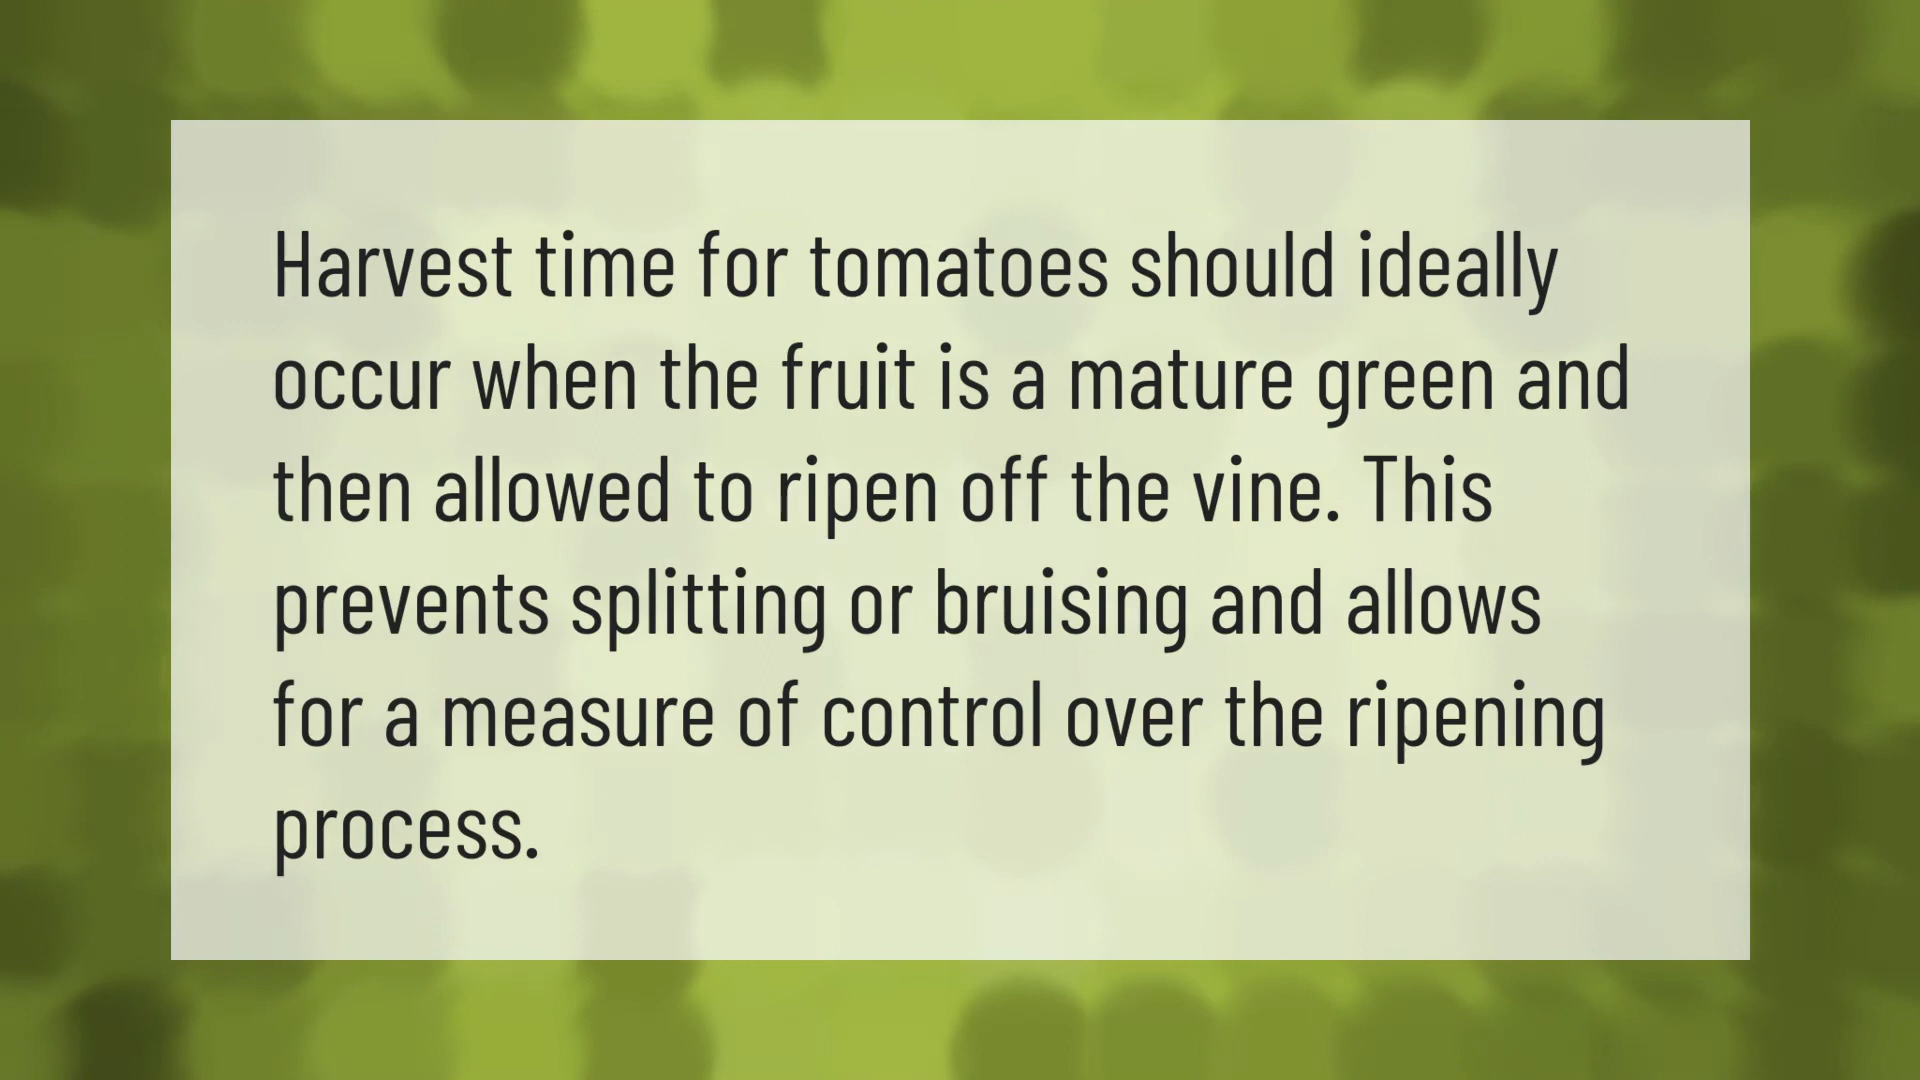 Harvest time for tomatoes should ideally
occur when the fruit is a mature green and
then allowed to ripen off the vine. This
prevents splitting or bruising and allows
for a measure of control over the ripening
process.